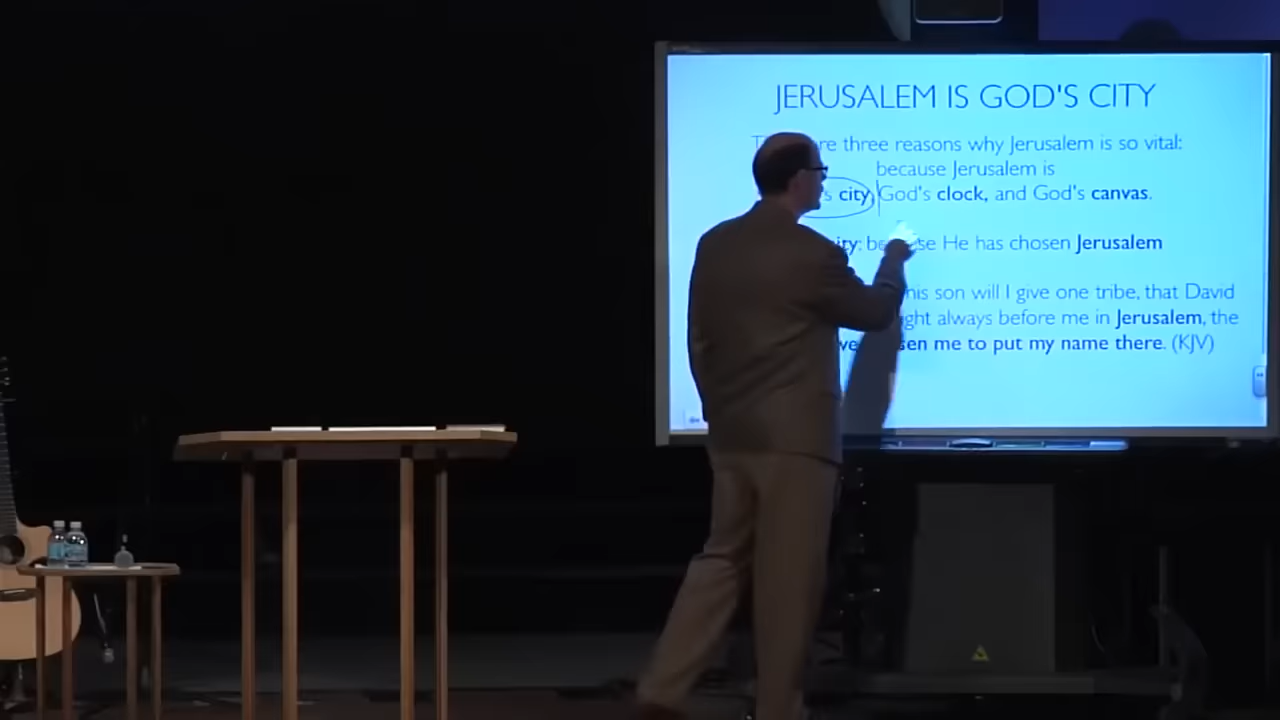 JERUSALEM IS GOD'S CITY
three reasons why Jerusalem is so vital:
because Jerusalem is
city, God's clock, and God's canvas.
He has chosen Jerusalem
his son will I give one tribe, that David
always before me in Jerusalem, the
me to put my name there. (KJV)